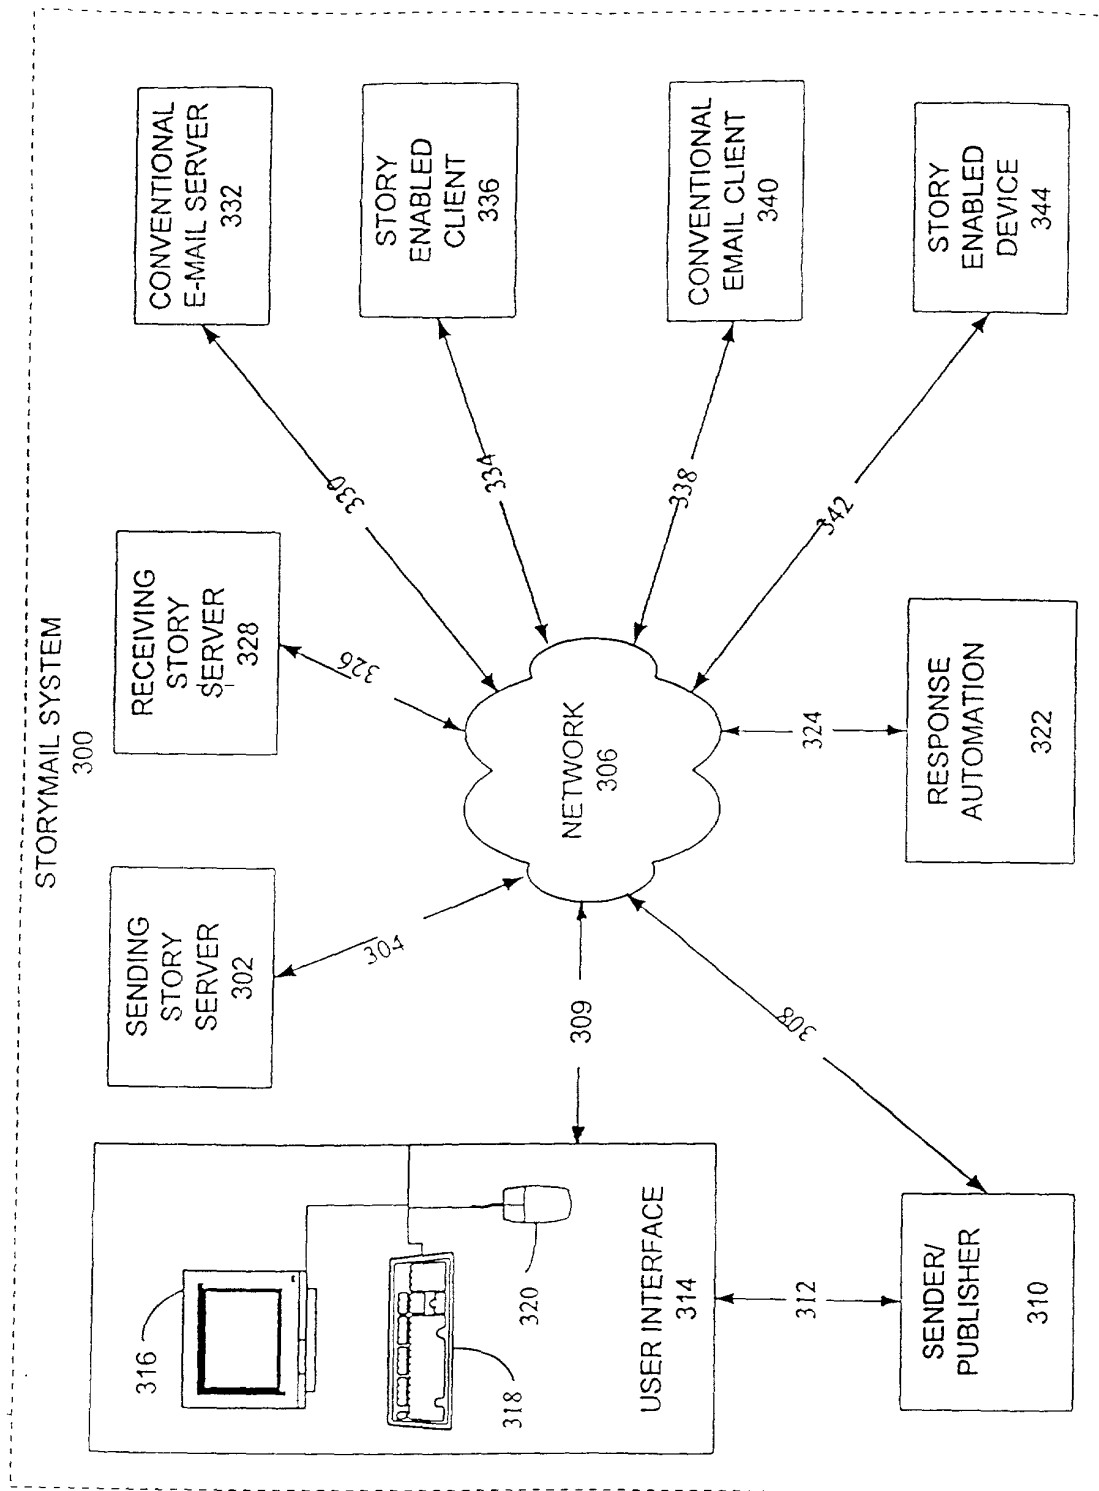 STORYMAIL SYSTEM
300
316
318
320
USER INTERFACE
314
312
SENDER/
PUBLISHER
310
309
308
SENDING
STORY
SERVER
302
304
RECEIVING
STORY
SERVER
328
326
NETWORK
306
324
RESPONSE
AUTOMATION
322
330
334
338
342
CONVENTIONAL
E-MAIL SERVER
332
STORY
ENABLED
CLIENT
336
CONVENTIONAL
EMAIL CLIENT
340
STORY
ENABLED
DEVICE
344